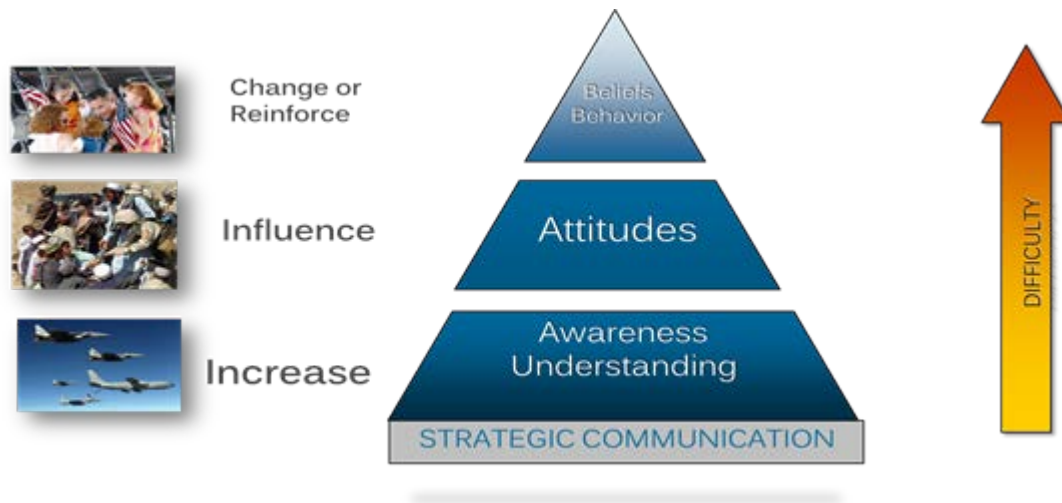 Change or
Reinforce
Beliefs
Behavior
Influence
Attitudes
Increase
Awareness
Understanding
STRATEGIC COMMUNICATION
DIFFICULTY